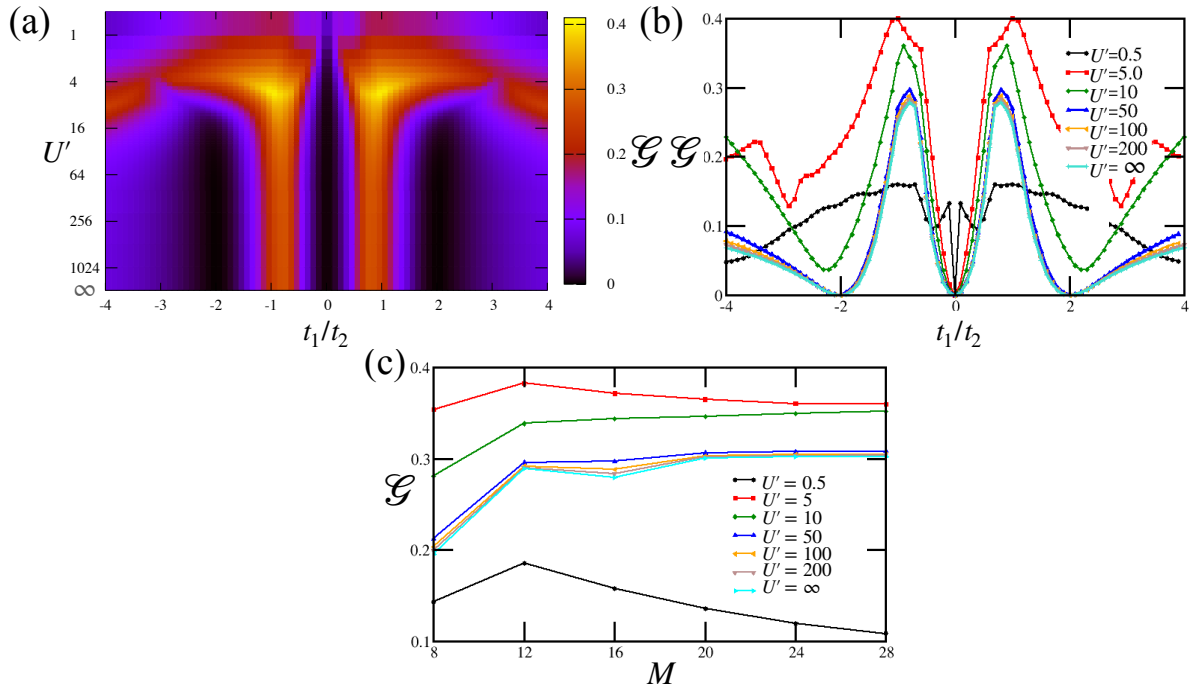 (a)
1
4
16
64
256
1024
∞
U′
-4 -3 -2 -1 0 1 2 3 4
t₁/t₂
0.4
0.3
0.2
0.1
0
𝒢
(b)
0.4
0.3
0.2
0.1
0
𝒢
-4 -2 0 2 4
t₁/t₂
U′=0.5
U′=5.0
U′=10
U′=50
U′=100
U′=200
U′= ∞
(c)
0.4
0.3
0.2
0.1
𝒢
8 12 16 20 24 28
M
U′ = 0.5
U′ = 5
U′ = 10
U′ = 50
U′ = 100
U′ = 200
U′ = ∞